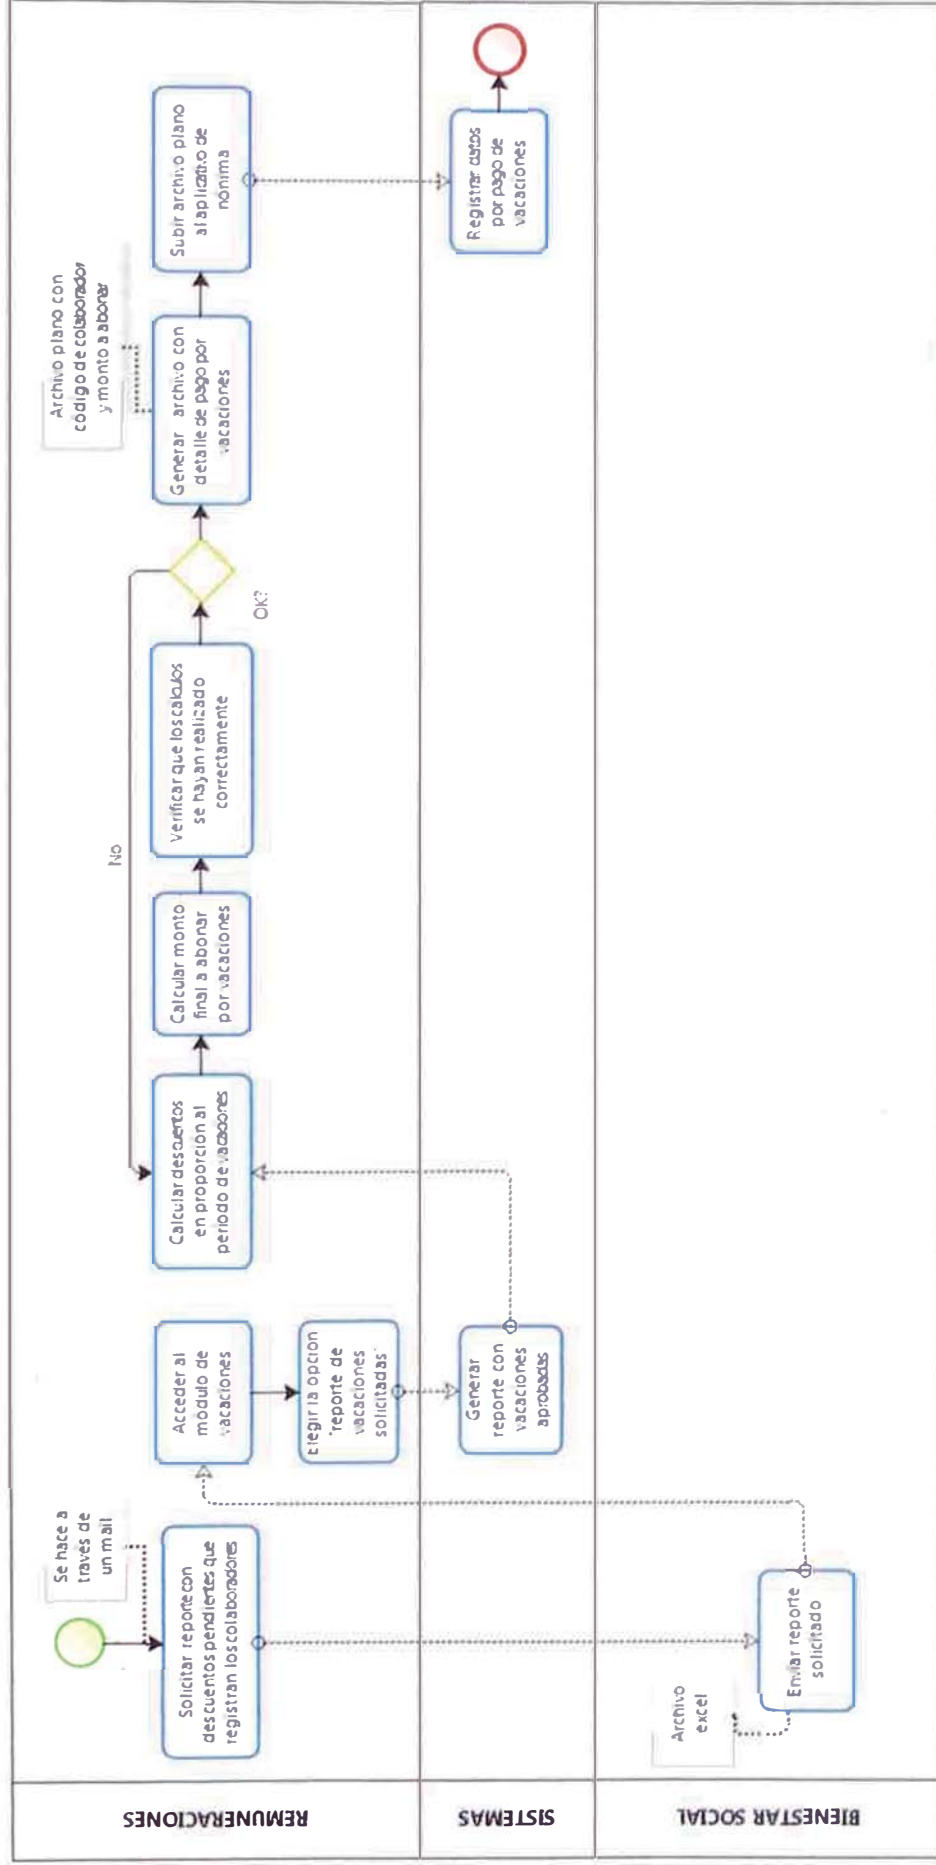 REMUNERACIONES
Se hace a
través de
un mail
Solicitar reporte con
descuentos pendientes que
registran los colaboradores
Acceder al
módulo de
vacaciones
Elegir la opción
"reporte de
vacaciones
solicitadas"
Calcular descuentos
en proporción al
periodo de vacaciones
Calcular monto
final a abonar
por vacaciones
Verificar que los calculos
se hayan realizado
correctamente
No
OK?
Archivo plano con
código de colaborador
y monto a abonar
Generar archivo con
detalle de pago por
vacaciones
Subir archivo plano
al aplicativo de
nónima
SISTEMAS
Generar
reporte con
vacaciones
aprobadas
Registrar datos
por pago de
vacaciones
BIENESTAR SOCIAL
Archivo
excel
Enviar reporte
solicitado